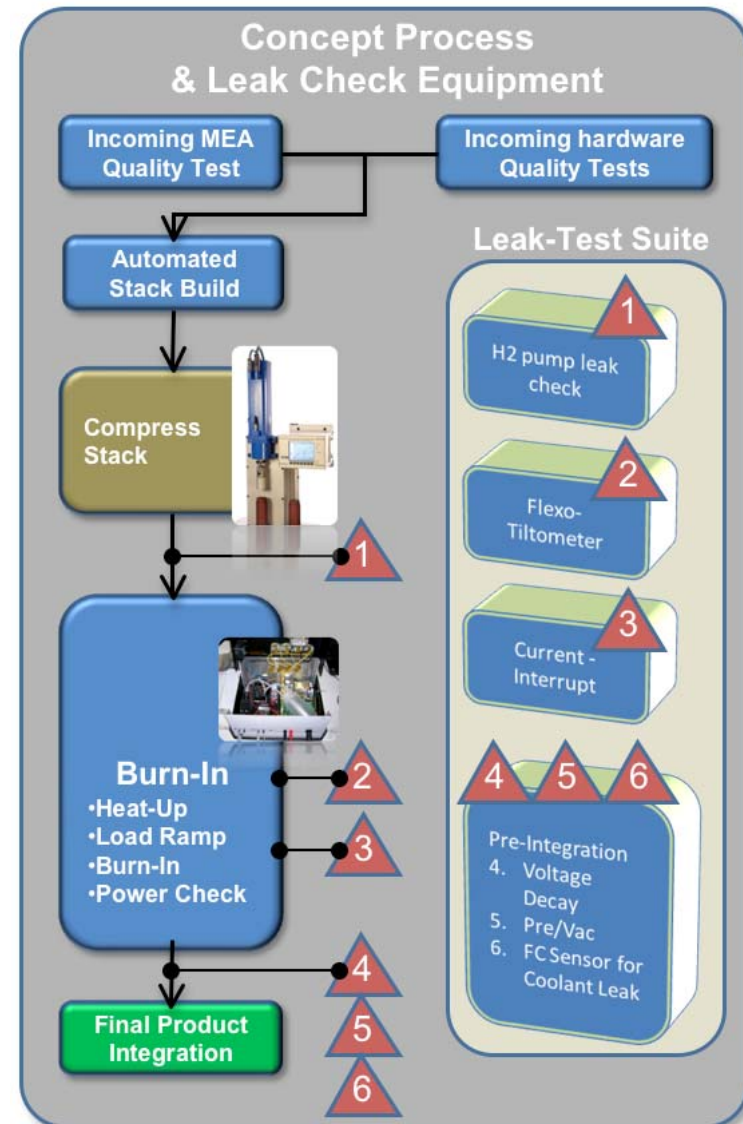 Concept Process
& Leak Check Equipment
Incoming MEA
Quality Test
Incoming hardware
Quality Tests
Automated
Stack Build
Compress
Stack
1
Burn-In
•Heat-Up
•Load Ramp
•Burn-In
•Power Check
2
3
4
5
6
Final Product
Integration
Leak-Test Suite
1
H2 pump leak
check
2
Flexo-
Tiltometer
3
Current -
Interrupt
4 5 6
Pre-Integration
4. Voltage
Decay
5. Pre/Vac
6. FC Sensor for
Coolant Leak